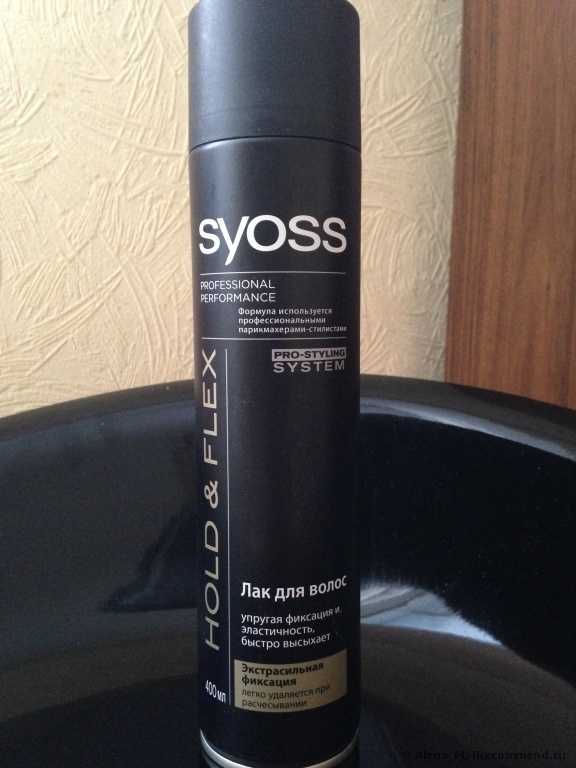 syoss
PROFESSIONAL
PERFORMANCE
Формула используется
профессиональными
парикмахерами-стилистами
PRO-STYLING
SYSTEM
HOLD & FLEX
Лак для волос
упругая фиксация и
эластичность,
быстро высыхает
Экстрасильная
фиксация
легко удаляется при
расчесывании
400 мл